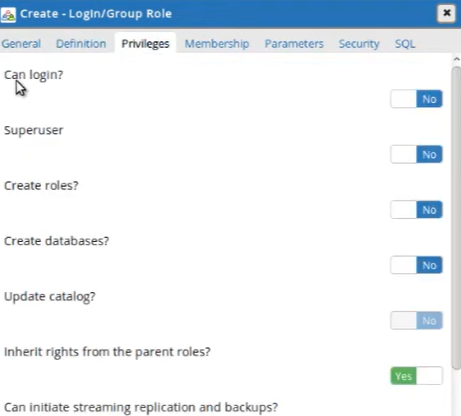 Create - Login/Group Role
General Definition Privileges Membership Parameters Security SQL
Can login?
No
Superuser
No
Create roles?
No
Create databases?
No
Update catalog?
No
Inherit rights from the parent roles?
Yes
Can initiate streaming replication and backups?